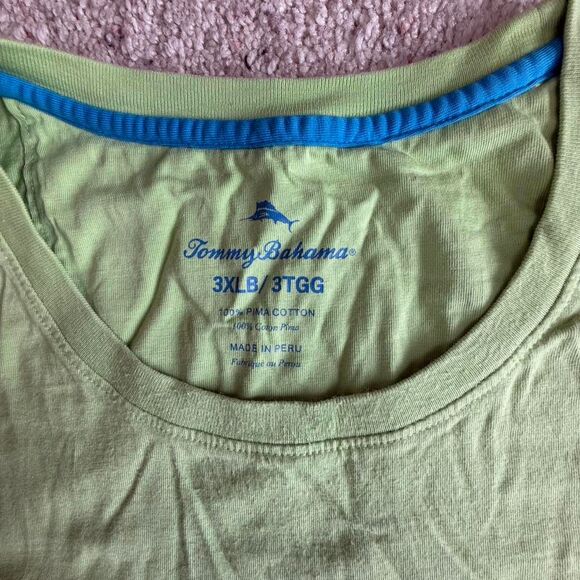 Tommy Bahama®
3XLB/ 3TGG
100% PIMA COTTON
100% Coton Pima
MADE IN PERU
Fabriqué au Pérou